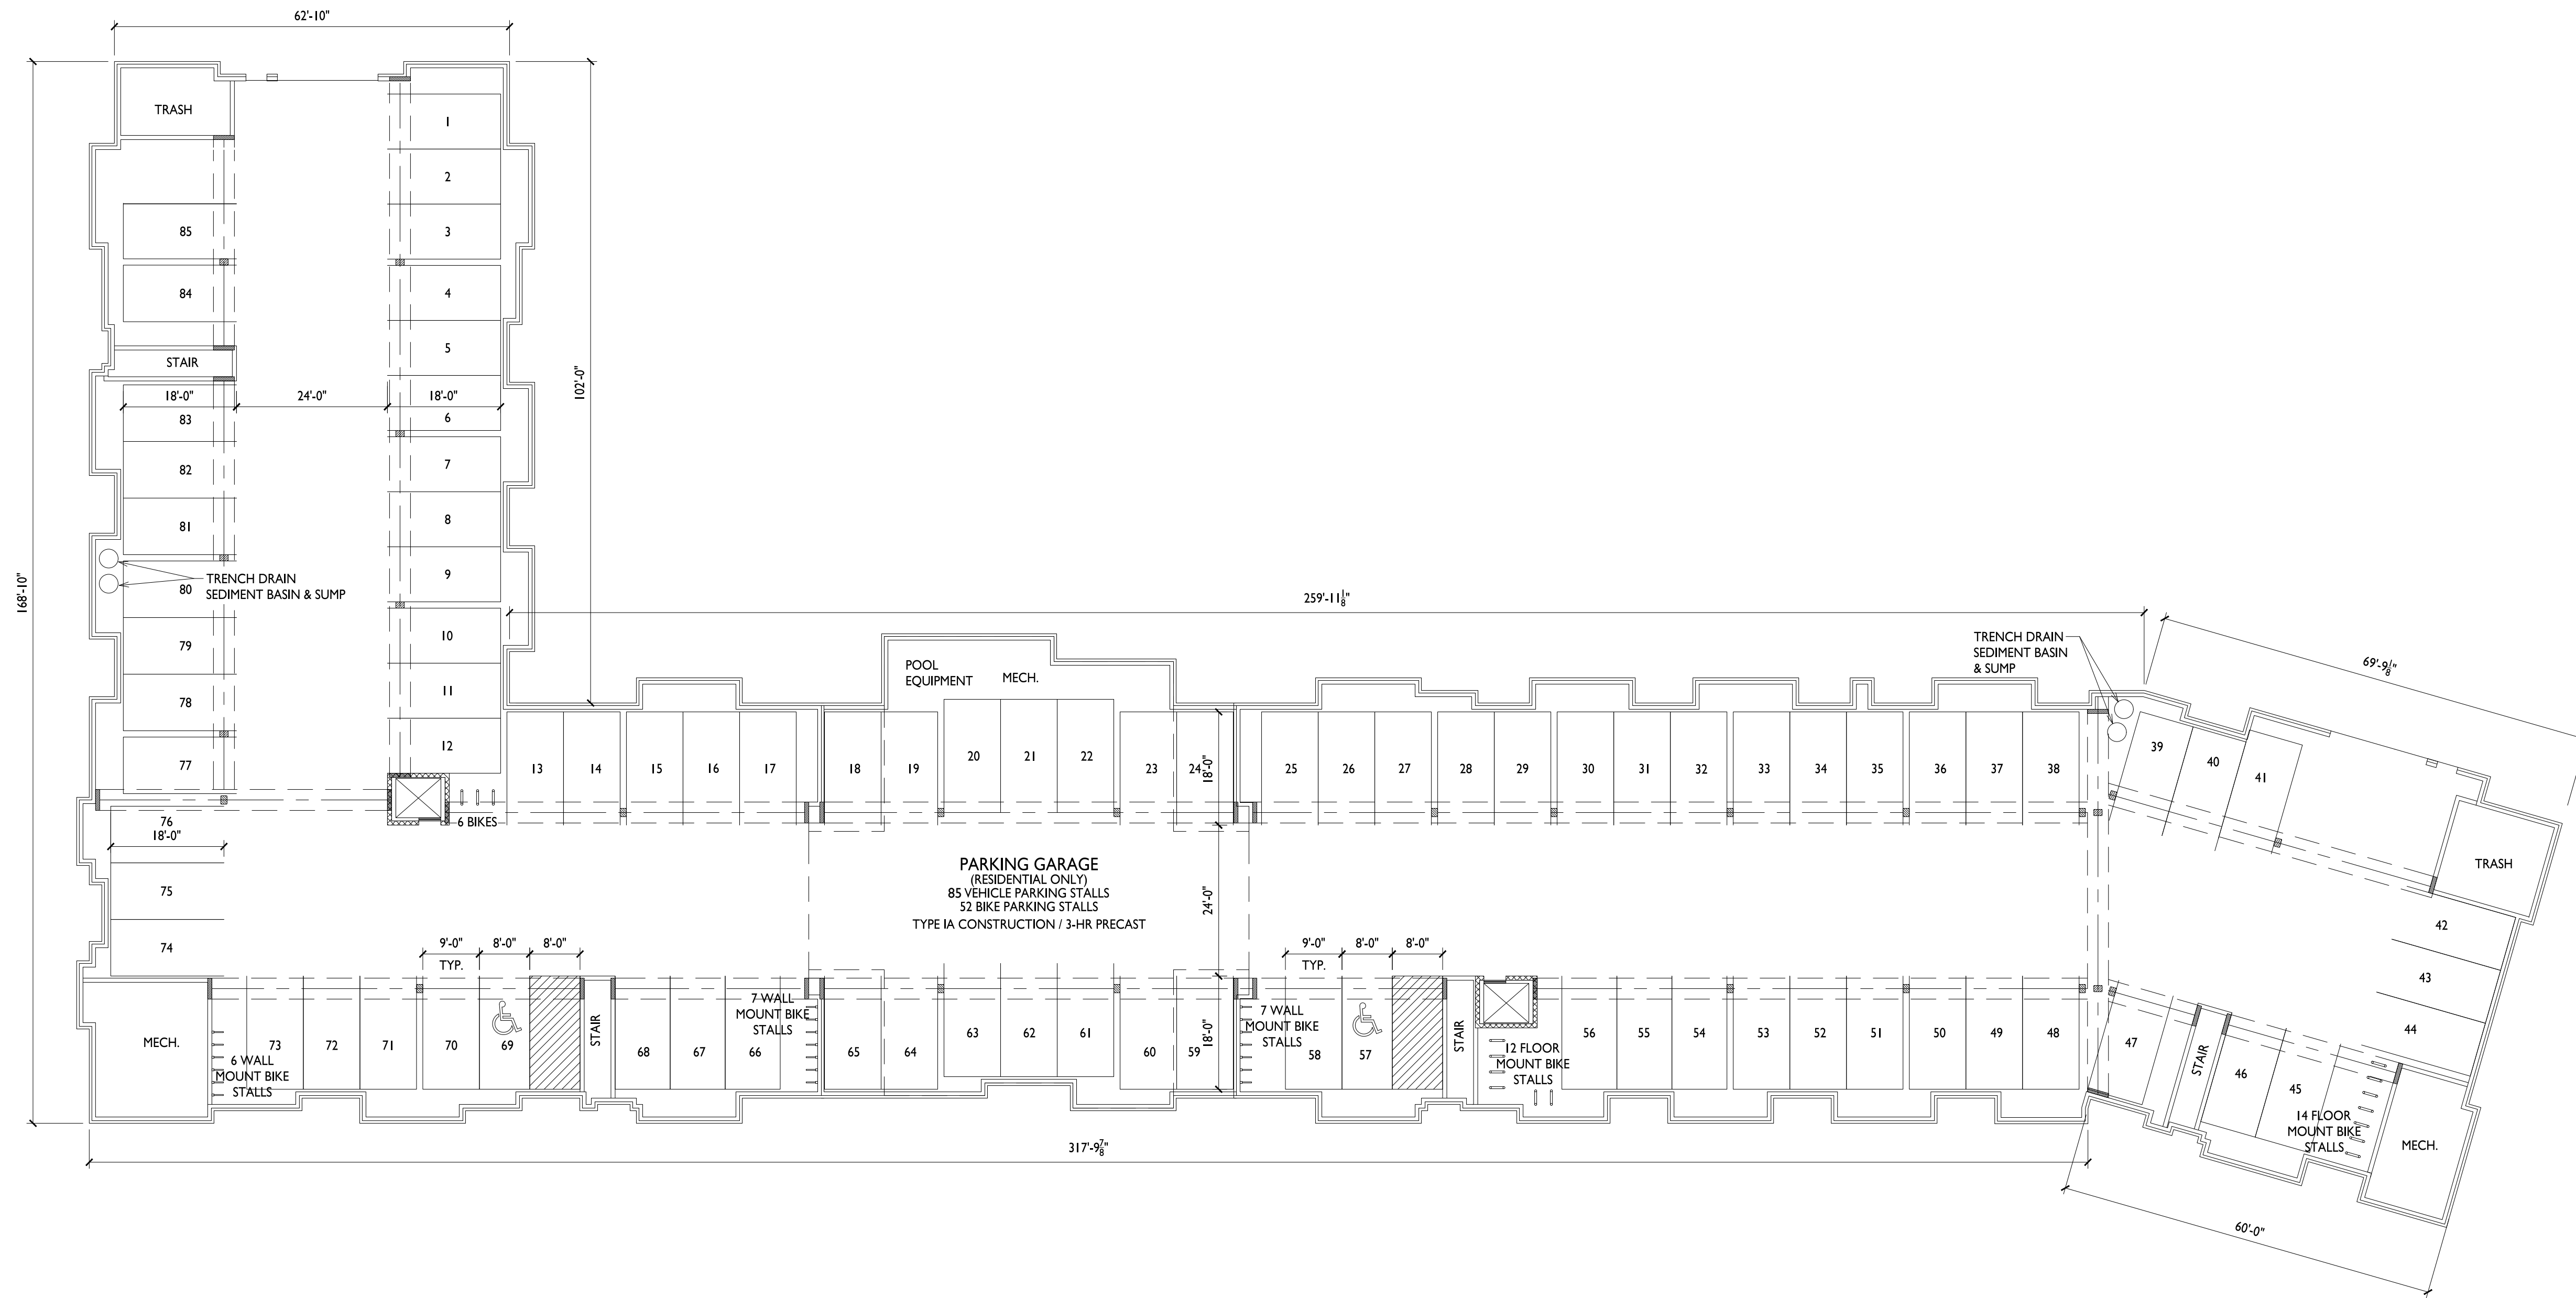 62'-10"
TRASH
1
2
3
85
84
4
5
STAIR
102'-0"
18'-0"
24'-0"
18'-0"
83
6
82
7
81
8
9
168'-10"
TRENCH DRAIN
SEDIMENT BASIN & SUMP
80
79
78
77
10
11
12
259'-11 1/8"
69'-9 1/8"
POOL
EQUIPMENT
MECH.
TRENCH DRAIN
SEDIMENT BASIN
& SUMP
13
14
15
16
17
18
19
20
21
22
23
24
18'-0"
25
26
27
28
29
30
31
32
33
34
35
36
37
38
39
40
41
6 BIKES
76
18'-0"
75
74
PARKING GARAGE
(RESIDENTIAL ONLY)
85 VEHICLE PARKING STALLS
52 BIKE PARKING STALLS
TYPE IA CONSTRUCTION / 3-HR PRECAST
24'-0"
TRASH
42
43
44
9'-0"
TYP.
8'-0"
8'-0"
9'-0"
TYP.
8'-0"
8'-0"
MECH.
6 WALL
MOUNT BIKE
STALLS
73
72
71
70
69
STAIR
68
67
66
7 WALL
MOUNT BIKE
STALLS
65
64
63
62
61
60
59
18'-0"
7 WALL
MOUNT BIKE
STALLS
58
57
STAIR
12 FLOOR
MOUNT BIKE
STALLS
56
55
54
53
52
51
50
49
48
47
STAIR
46
45
14 FLOOR
MOUNT BIKE
STALLS
MECH.
317'-9 7/8"
60'-0"